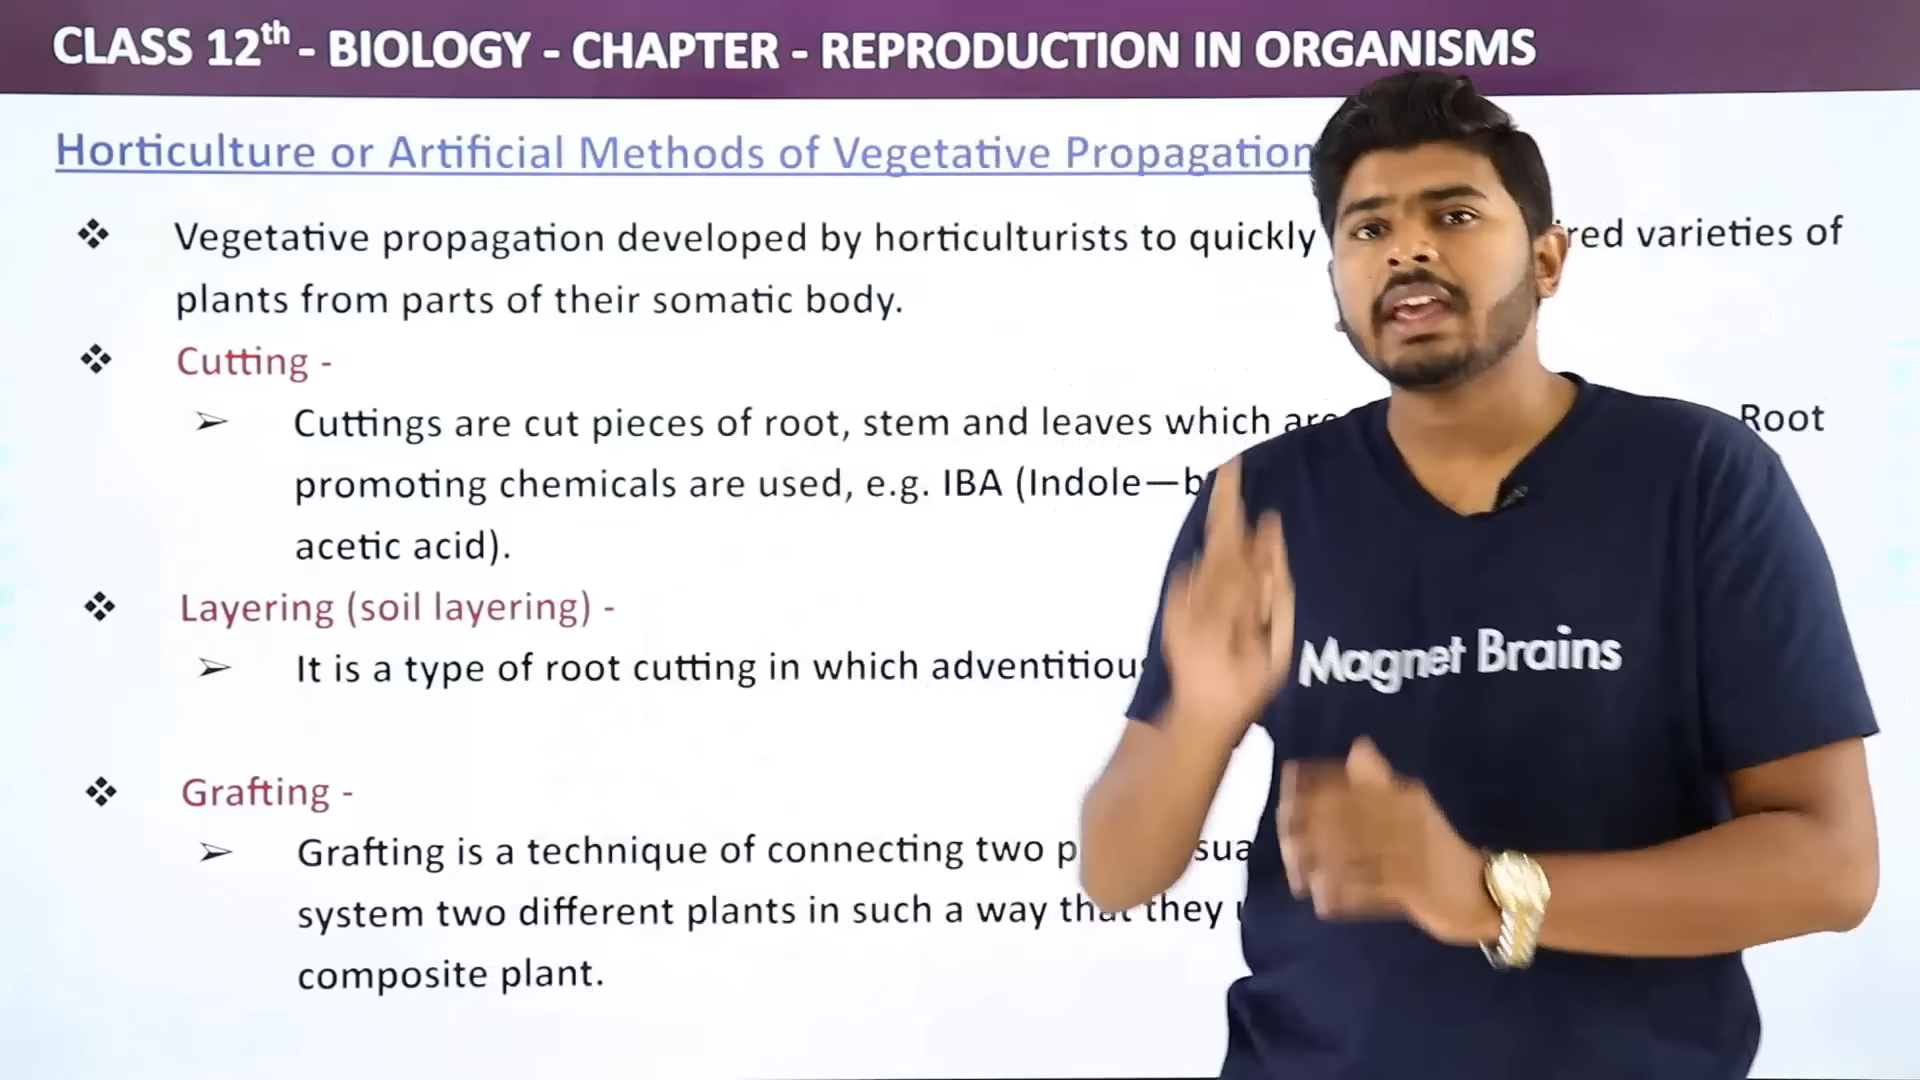 CLASS 12th - BIOLOGY - CHAPTER - REPRODUCTION IN ORGANISMS
Horticulture or Artificial Methods of Vegetative Propagation
❖ Vegetative propagation developed by horticulturists to quickly varieties of
plants from parts of their somatic body.
❖ Cutting -
➢ Cuttings are cut pieces of root, stem and leaves which are Root
promoting chemicals are used, e.g. IBA (Indole—
acetic acid).
❖ Layering (soil layering) -
➢ It is a type of root cutting in which adventitious
❖ Grafting -
➢ Grafting is a technique of connecting two
system two different plants in such a way that they
composite plant.
Magnet Brains